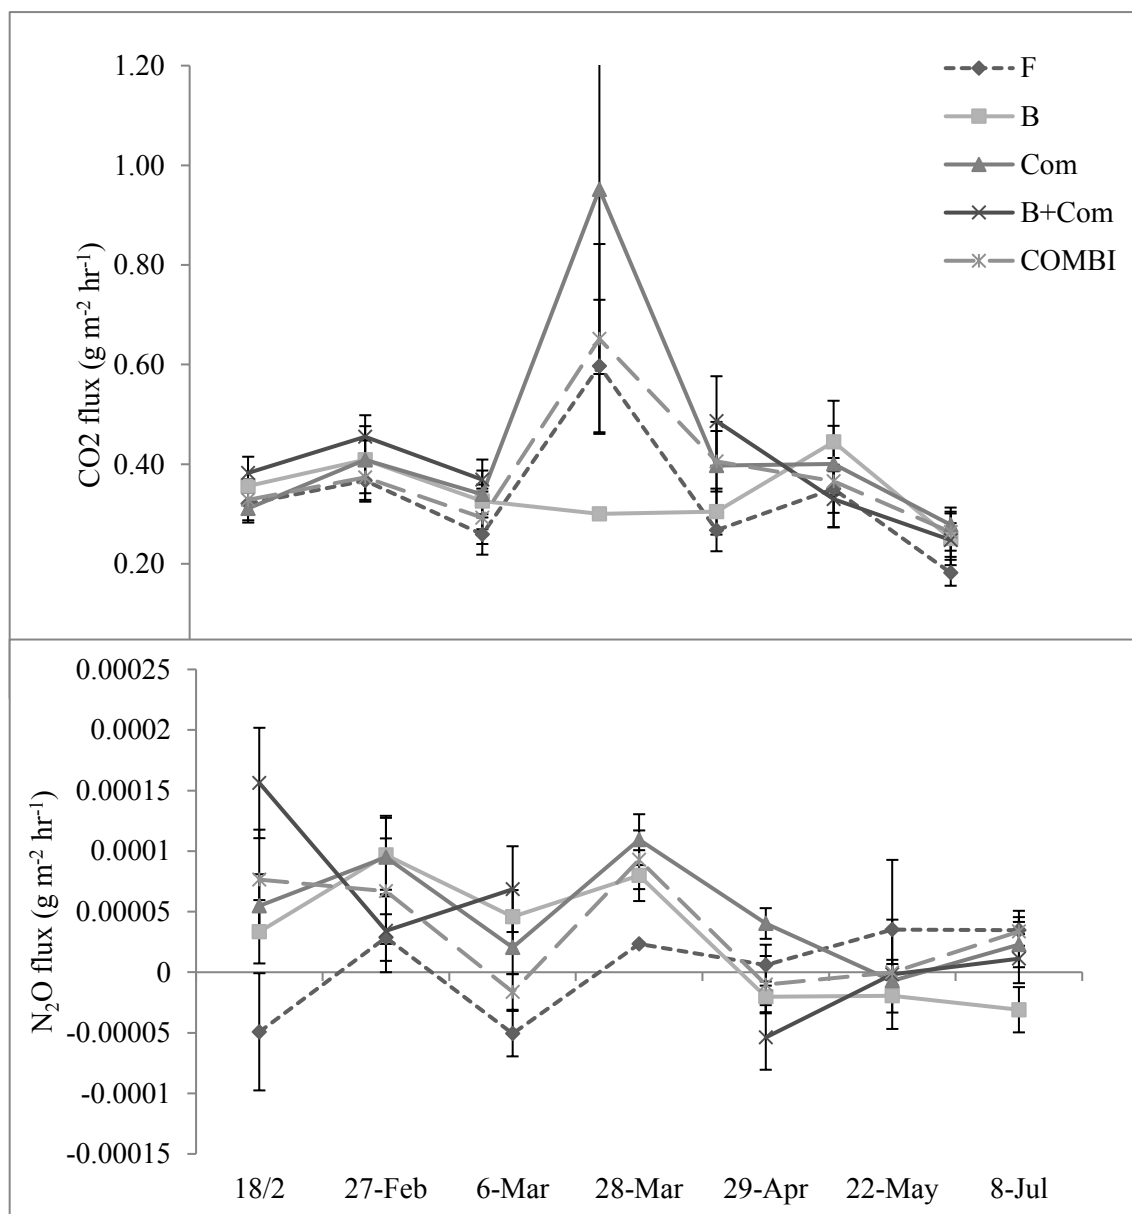 1.20
1.00
0.80
0.60
0.40
0.20
CO2 flux (g m-2 hr-1)
F
B
Com
B+Com
COMBI
0.00025
0.0002
0.00015
0.0001
0.00005
0
-0.00005
-0.0001
-0.00015
N2O flux (g m-2 hr-1)
18/2 27-Feb 6-Mar 28-Mar 29-Apr 22-May 8-Jul